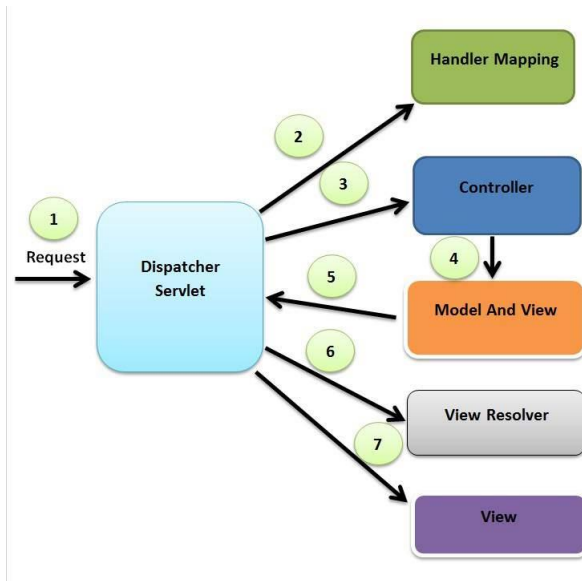 Handler Mapping
2
3
Controller
1
Request
4
Dispatcher
Servlet
5
Model And View
6
View Resolver
7
View